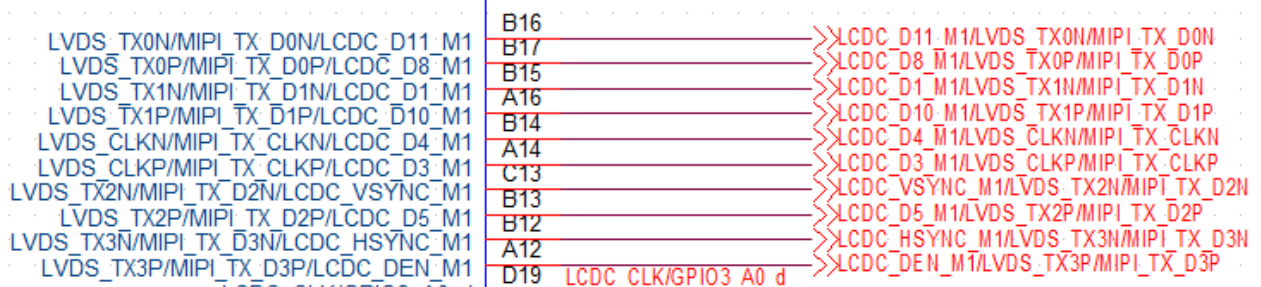 LVDS_TX0N/MIPI_TX_D0N/LCDC_D11_M1 B16 LCDC_D11_M1/LVDS_TX0N/MIPI_TX_D0N
LVDS_TX0P/MIPI_TX_D0P/LCDC_D8_M1 B17 LCDC_D8_M1/LVDS_TX0P/MIPI_TX_D0P
LVDS_TX1N/MIPI_TX_D1N/LCDC_D1_M1 B15 LCDC_D1_M1/LVDS_TX1N/MIPI_TX_D1N
LVDS_TX1P/MIPI_TX_D1P/LCDC_D10_M1 A16 LCDC_D10_M1/LVDS_TX1P/MIPI_TX_D1P
LVDS_CLKN/MIPI_TX_CLKN/LCDC_D4_M1 B14 LCDC_D4_M1/LVDS_CLKN/MIPI_TX_CLKN
LVDS_CLKP/MIPI_TX_CLKP/LCDC_D3_M1 A14 LCDC_D3_M1/LVDS_CLKP/MIPI_TX_CLKP
LVDS_TX2N/MIPI_TX_D2N/LCDC_VSYNC_M1 C13 LCDC_VSYNC_M1/LVDS_TX2N/MIPI_TX_D2N
LVDS_TX2P/MIPI_TX_D2P/LCDC_D5_M1 B13 LCDC_D5_M1/LVDS_TX2P/MIPI_TX_D2P
LVDS_TX3N/MIPI_TX_D3N/LCDC_HSYNC_M1 B12 LCDC_HSYNC_M1/LVDS_TX3N/MIPI_TX_D3N
LVDS_TX3P/MIPI_TX_D3P/LCDC_DEN_M1 A12 LCDC_DEN_M1/LVDS_TX3P/MIPI_TX_D3P
D19 LCDC_CLK/GPIO3_A0_d